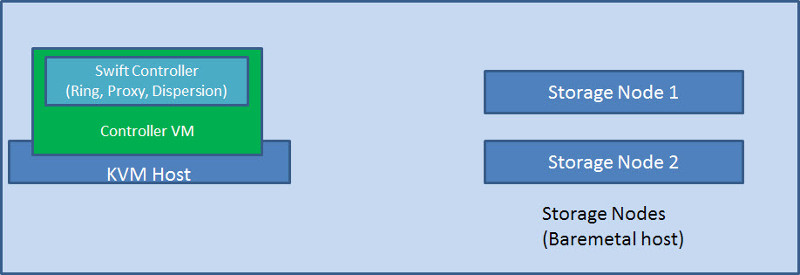 Swift Controller
(Ring, Proxy, Dispersion)
Controller VM
KVM Host
Storage Node 1
Storage Node 2
Storage Nodes
(Baremetal host)